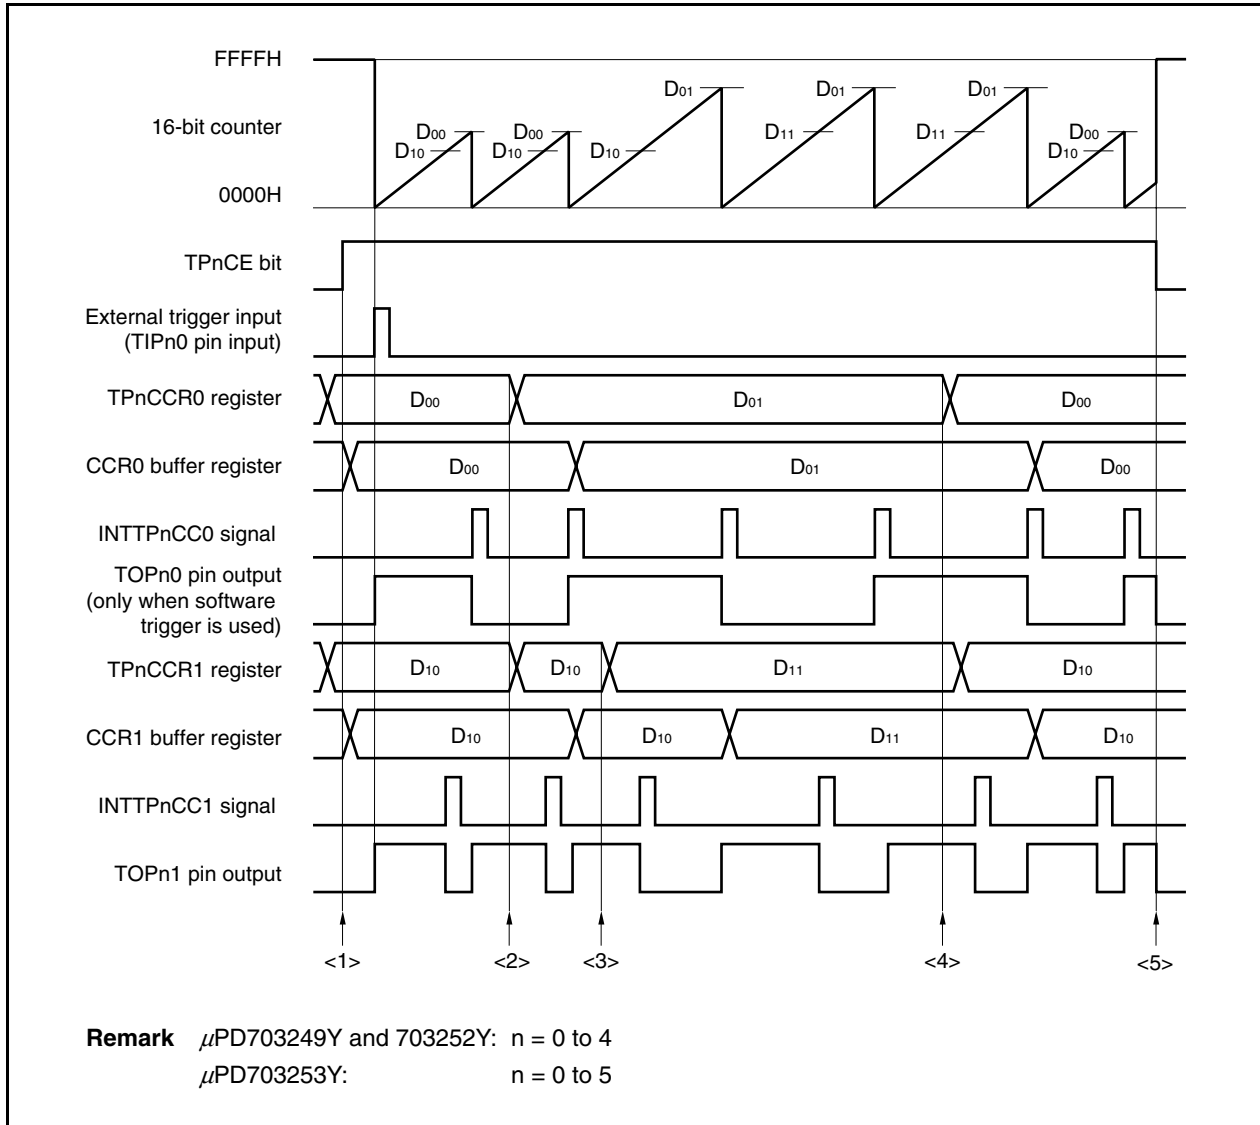 FFFFH
16-bit counter
0000H
D01 D01 D01
D00 D00 D11 D11 D00
D10 D10 D10 D10
TPnCE bit
External trigger input
(TIPn0 pin input)
TPnCCR0 register D00 D01 D00
CCR0 buffer register D00 D01 D00
INTTPnCC0 signal
TOPn0 pin output
(only when software
trigger is used)
TPnCCR1 register D10 D10 D11 D10
CCR1 buffer register D10 D10 D11 D10
INTTPnCC1 signal
TOPn1 pin output
<1> <2> <3> <4> <5>
Remark μPD703249Y and 703252Y: n = 0 to 4
μPD703253Y: n = 0 to 5